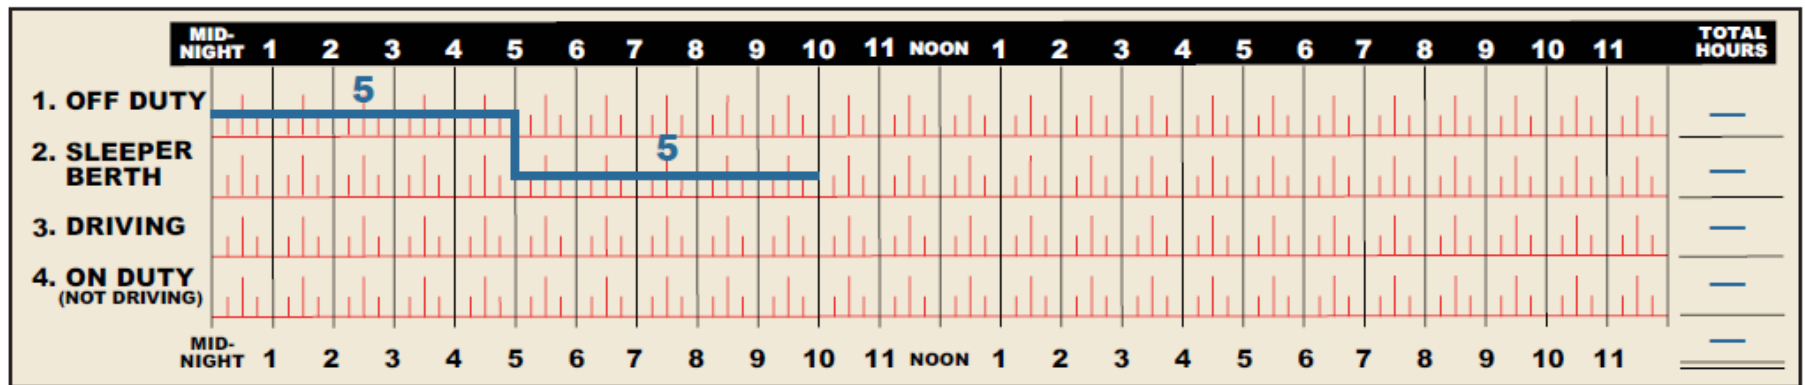 MID-NIGHT 1 2 3 4 5 6 7 8 9 10 11 NOON 1 2 3 4 5 6 7 8 9 10 11 TOTAL HOURS
5
1. OFF DUTY
5
2. SLEEPER
BERTH
3. DRIVING
4. ON DUTY
(NOT DRIVING)
MID-NIGHT 1 2 3 4 5 6 7 8 9 10 11 NOON 1 2 3 4 5 6 7 8 9 10 11